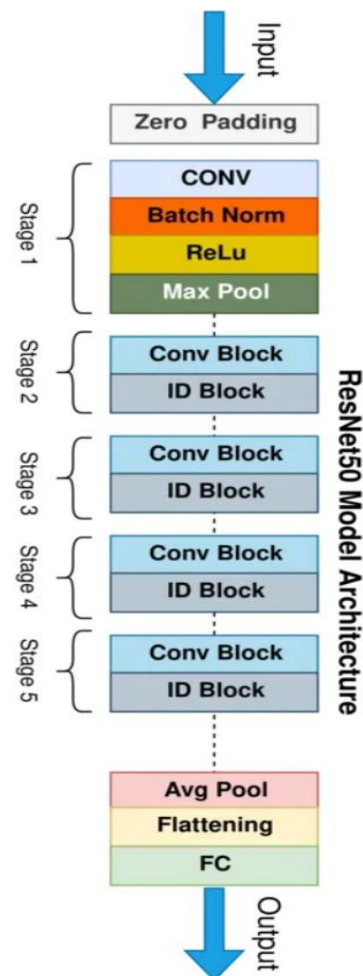 Input
Zero Padding
Stage 1
CONV
Batch Norm
ReLu
Max Pool
Stage 2
Conv Block
ID Block
Stage 3
Conv Block
ID Block
Stage 4
Conv Block
ID Block
Stage 5
Conv Block
ID Block
ResNet50 Model Architecture
Avg Pool
Flattening
FC
Output